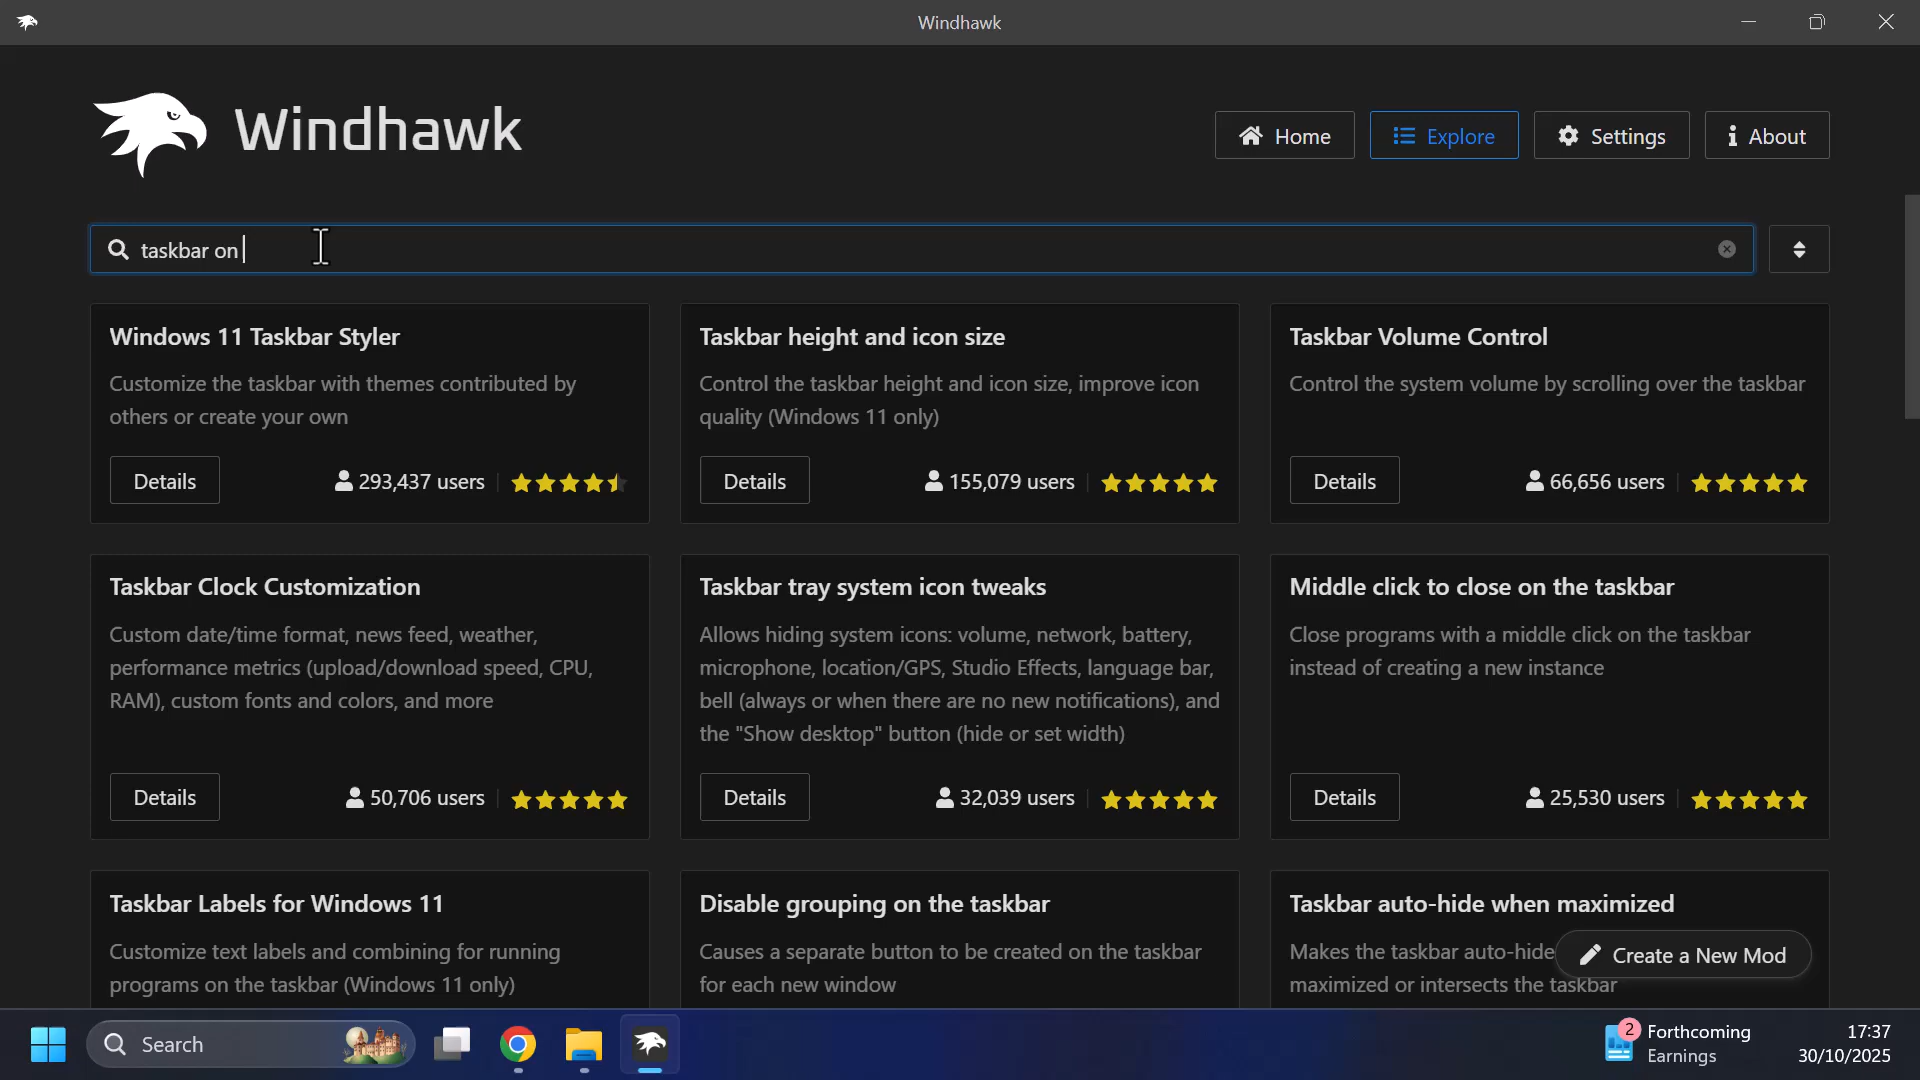 Windhawk
Windhawk
Home
Explore
Settings
About
taskbar on
Windows 11 Taskbar Styler
Customize the taskbar with themes contributed by
others or create your own
Details
293,437 users
Taskbar height and icon size
Control the taskbar height and icon size, improve icon
quality (Windows 11 only)
Details
155,079 users
Taskbar Volume Control
Control the system volume by scrolling over the taskbar
Details
66,656 users
Taskbar Clock Customization
Custom date/time format, news feed, weather,
performance metrics (upload/download speed, CPU,
RAM), custom fonts and colors, and more
Details
50,706 users
Taskbar tray system icon tweaks
Allows hiding system icons: volume, network, battery,
microphone, location/GPS, Studio Effects, language bar,
bell (always or when there are no new notifications), and
the "Show desktop" button (hide or set width)
Details
32,039 users
Middle click to close on the taskbar
Close programs with a middle click on the taskbar
instead of creating a new instance
Details
25,530 users
Taskbar Labels for Windows 11
Customize text labels and combining for running
programs on the taskbar (Windows 11 only)
Disable grouping on the taskbar
Causes a separate button to be created on the taskbar
for each new window
Taskbar auto-hide when maximized
Makes the taskbar auto-hide
maximized or intersects the taskbar
Create a New Mod
Search
2
Forthcoming
Earnings
17:37
30/10/2025